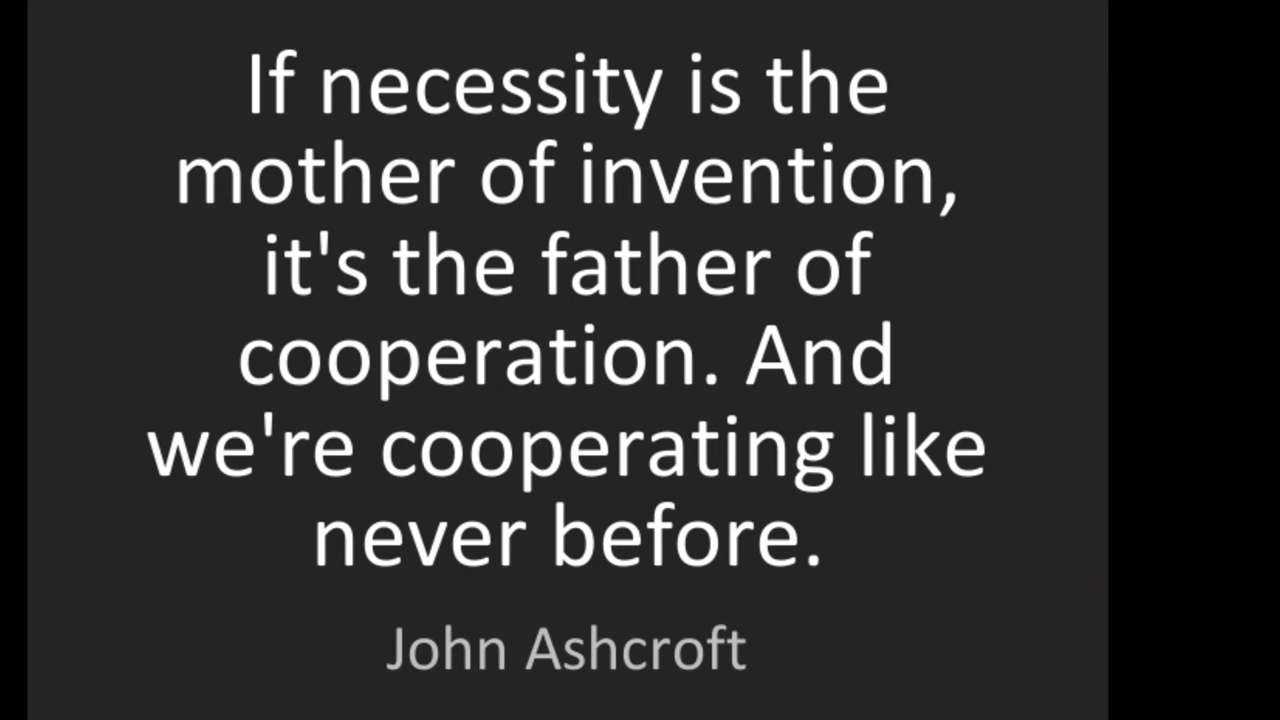 If necessity is the
mother of invention,
it's the father of
cooperation. And
we're cooperating like
never before.
John Ashcroft